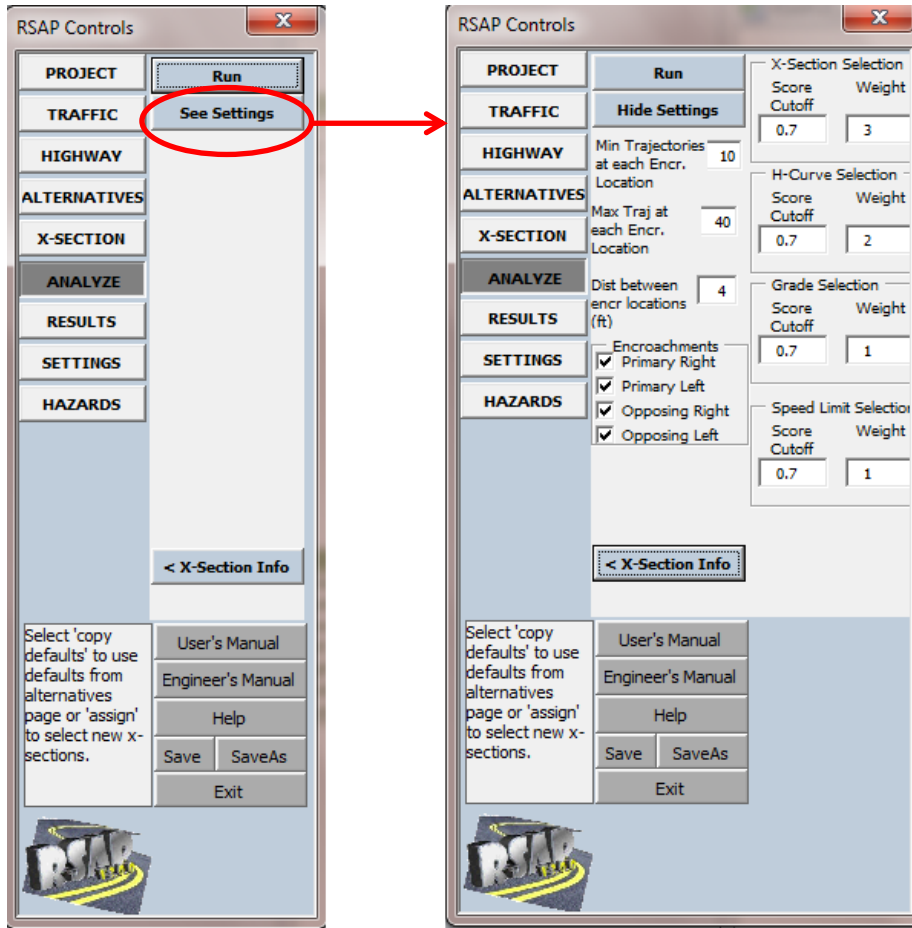 RSAP Controls
X
PROJECT
TRAFFIC
HIGHWAY
ALTERNATIVES
X-SECTION
ANALYZE
RESULTS
SETTINGS
HAZARDS
Run
See Settings
< X-Section Info
Select 'copy
defaults' to use
defaults from
alternatives
page or 'assign'
to select new x-
sections.
User's Manual
Engineer's Manual
Help
Save SaveAs
Exit
RSAP
RSAP Controls
X
PROJECT
TRAFFIC
HIGHWAY
ALTERNATIVES
X-SECTION
ANALYZE
RESULTS
SETTINGS
HAZARDS
Run
Hide Settings
Min Trajectories
at each Encr.
Location
10
Max Traj at
each Encr.
Location
40
Dist between
encr locations
(ft)
4
Encroachments
Primary Right
Primary Left
Opposing Right
Opposing Left
X-Section Selection
Score Weight
Cutoff
0.7 3
H-Curve Selection
Score Weight
Cutoff
0.7 2
Grade Selection
Score Weight
Cutoff
0.7 1
Speed Limit Selection
Score Weight
Cutoff
0.7 1
< X-Section Info
Select 'copy
defaults' to use
defaults from
alternatives
page or 'assign'
to select new x-
sections.
User's Manual
Engineer's Manual
Help
Save SaveAs
Exit
RSAP